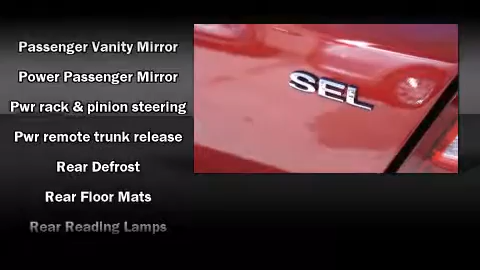 Passenger Vanity Mirror
Power Passenger Mirror
Pwr rack & pinion steering
Pwr remote trunk release
Rear Defrost
Rear Floor Mats
Rear Reading Lamps
SEL